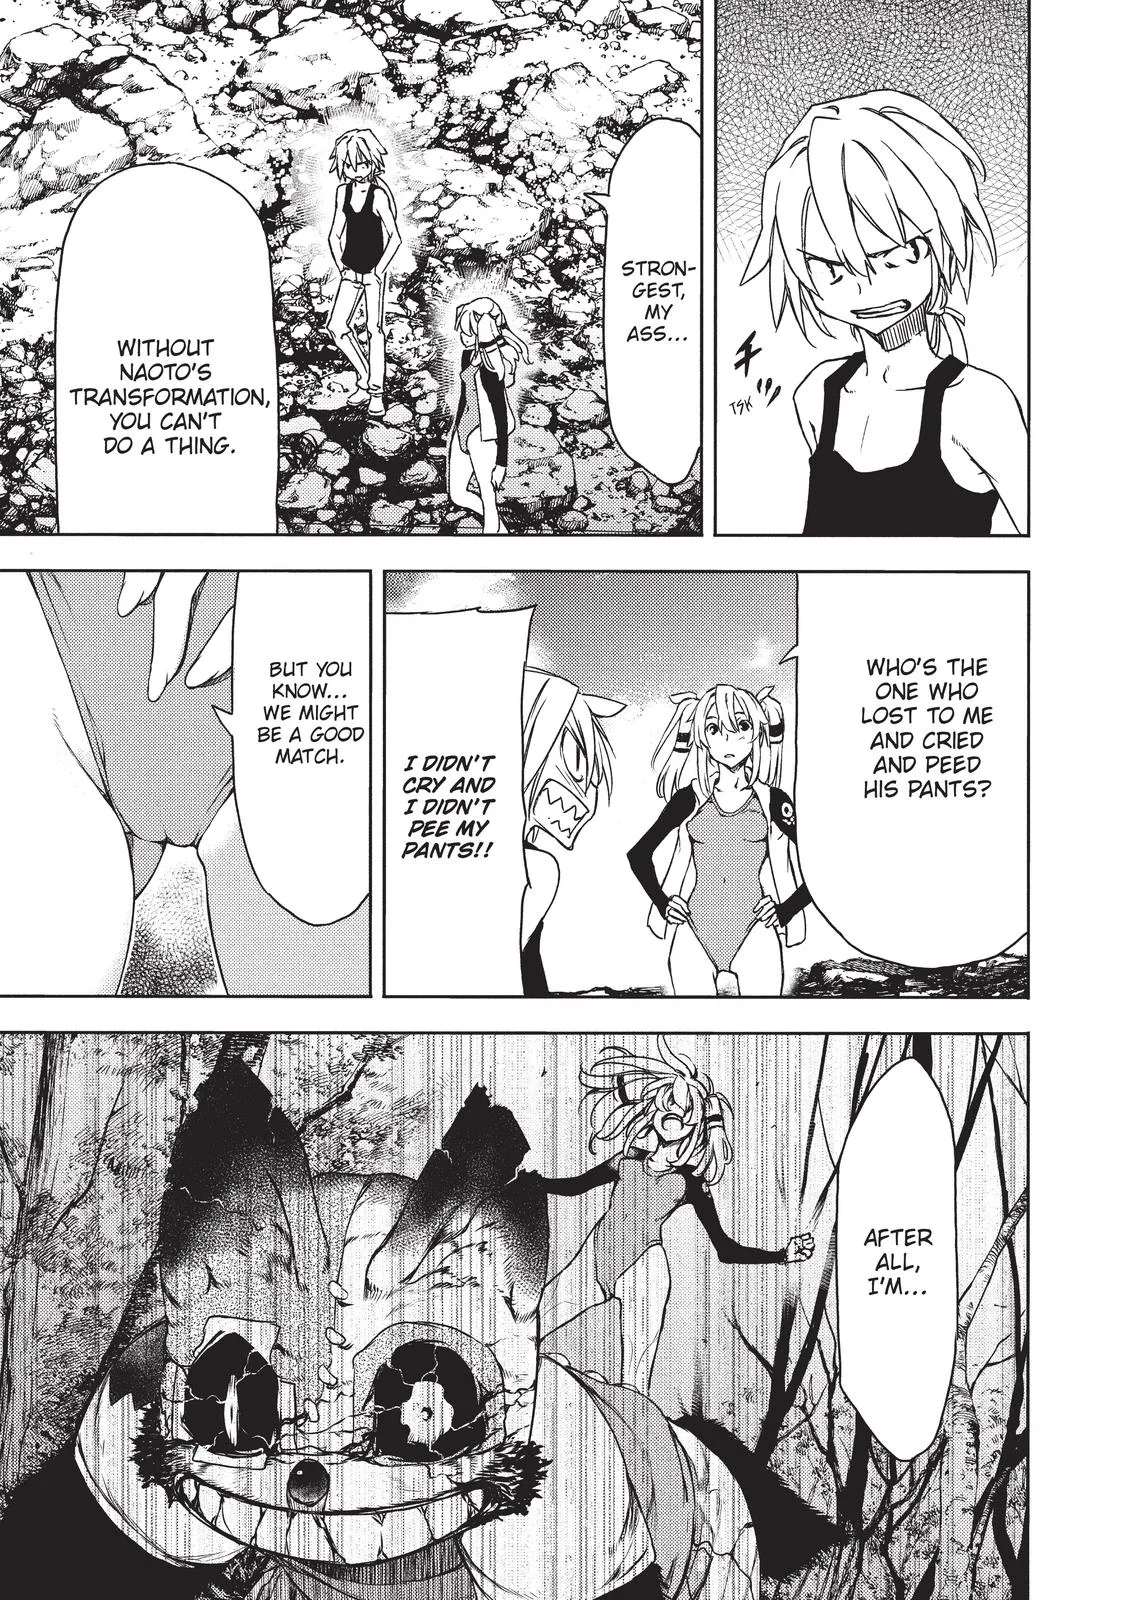 チッ
TSK
STRON-
GEST,
MY
ASS...
WITHOUT
NAOTO'S
TRANSFORMATION,
YOU CAN'T
DO A THING.
WHO'S THE
ONE WHO
LOST TO ME
AND CRIED
AND PEED
HIS PANTS?
I DIDN'T
CRY AND
I DIDN'T
PEE MY
PANTS!!
BUT YOU
KNOW...
WE MIGHT
BE A GOOD
MATCH.
AFTER
ALL,
I'M...